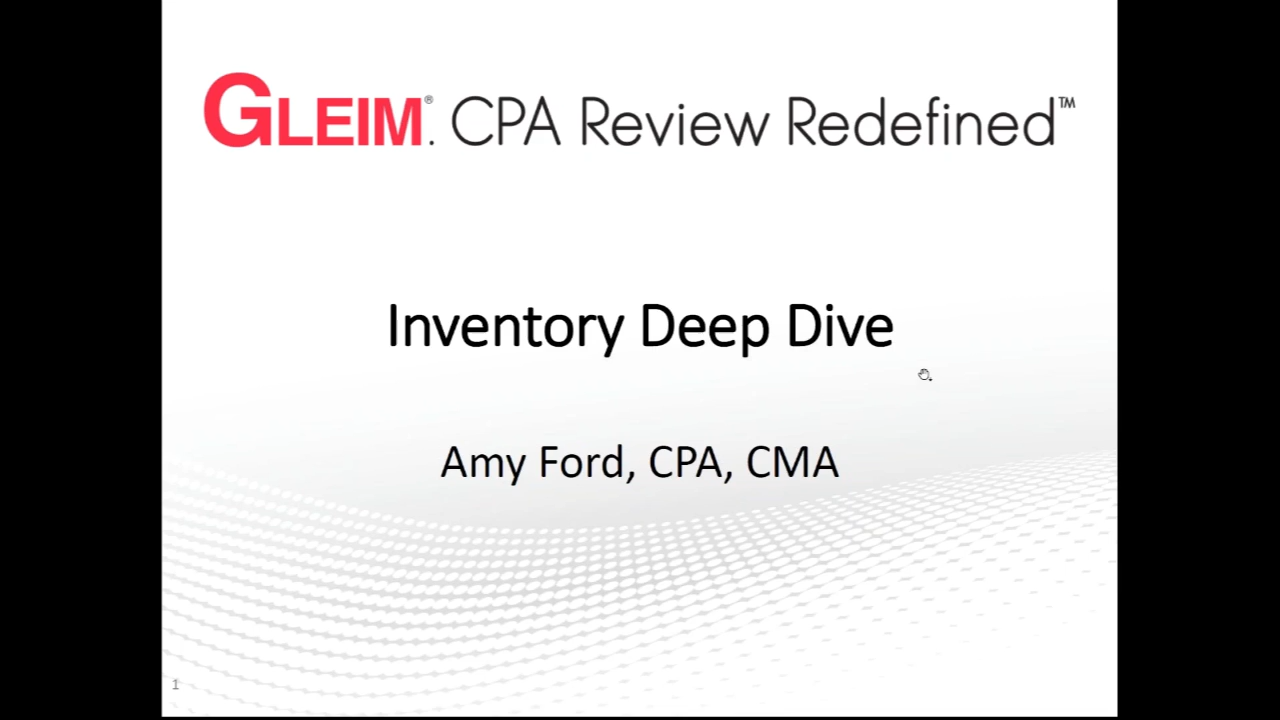 GLEIM®. CPA Review Redefined™
Inventory Deep Dive
Amy Ford, CPA, CMA
1